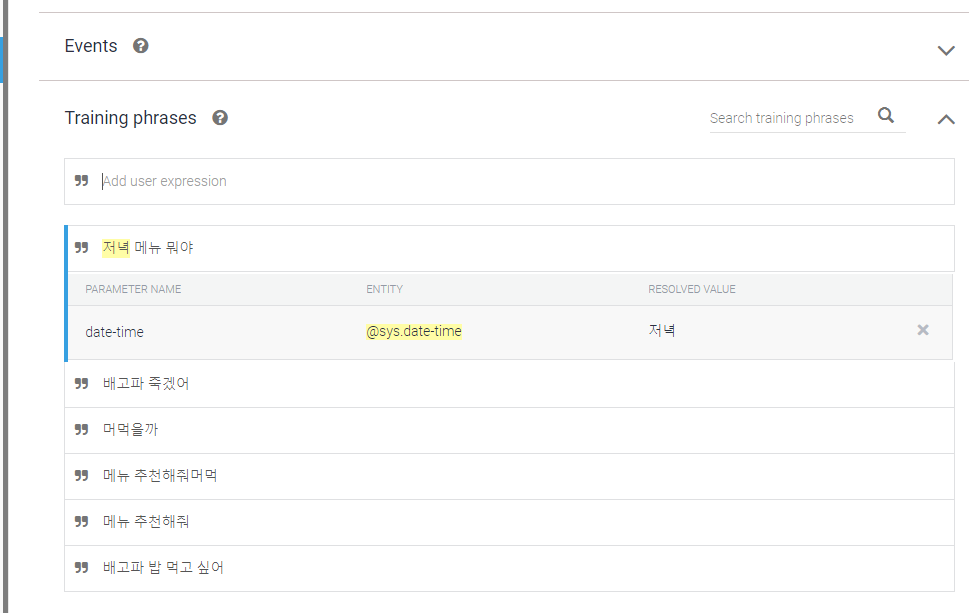 Events
Training phrases
Search training phrases
Add user expression
저녁 메뉴 뭐야
PARAMETER NAME ENTITY RESOLVED VALUE
date-time @sys.date-time 저녁
배고파 죽겠어
머먹을까
메뉴 추천해줘머먹
메뉴 추천해줘
배고파 밥 먹고 싶어